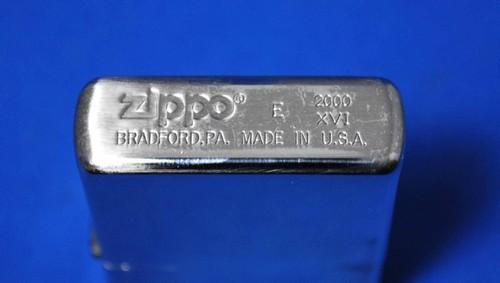 zippo® E 2000
XVI
BRADFORD, PA. MADE IN U.S.A.